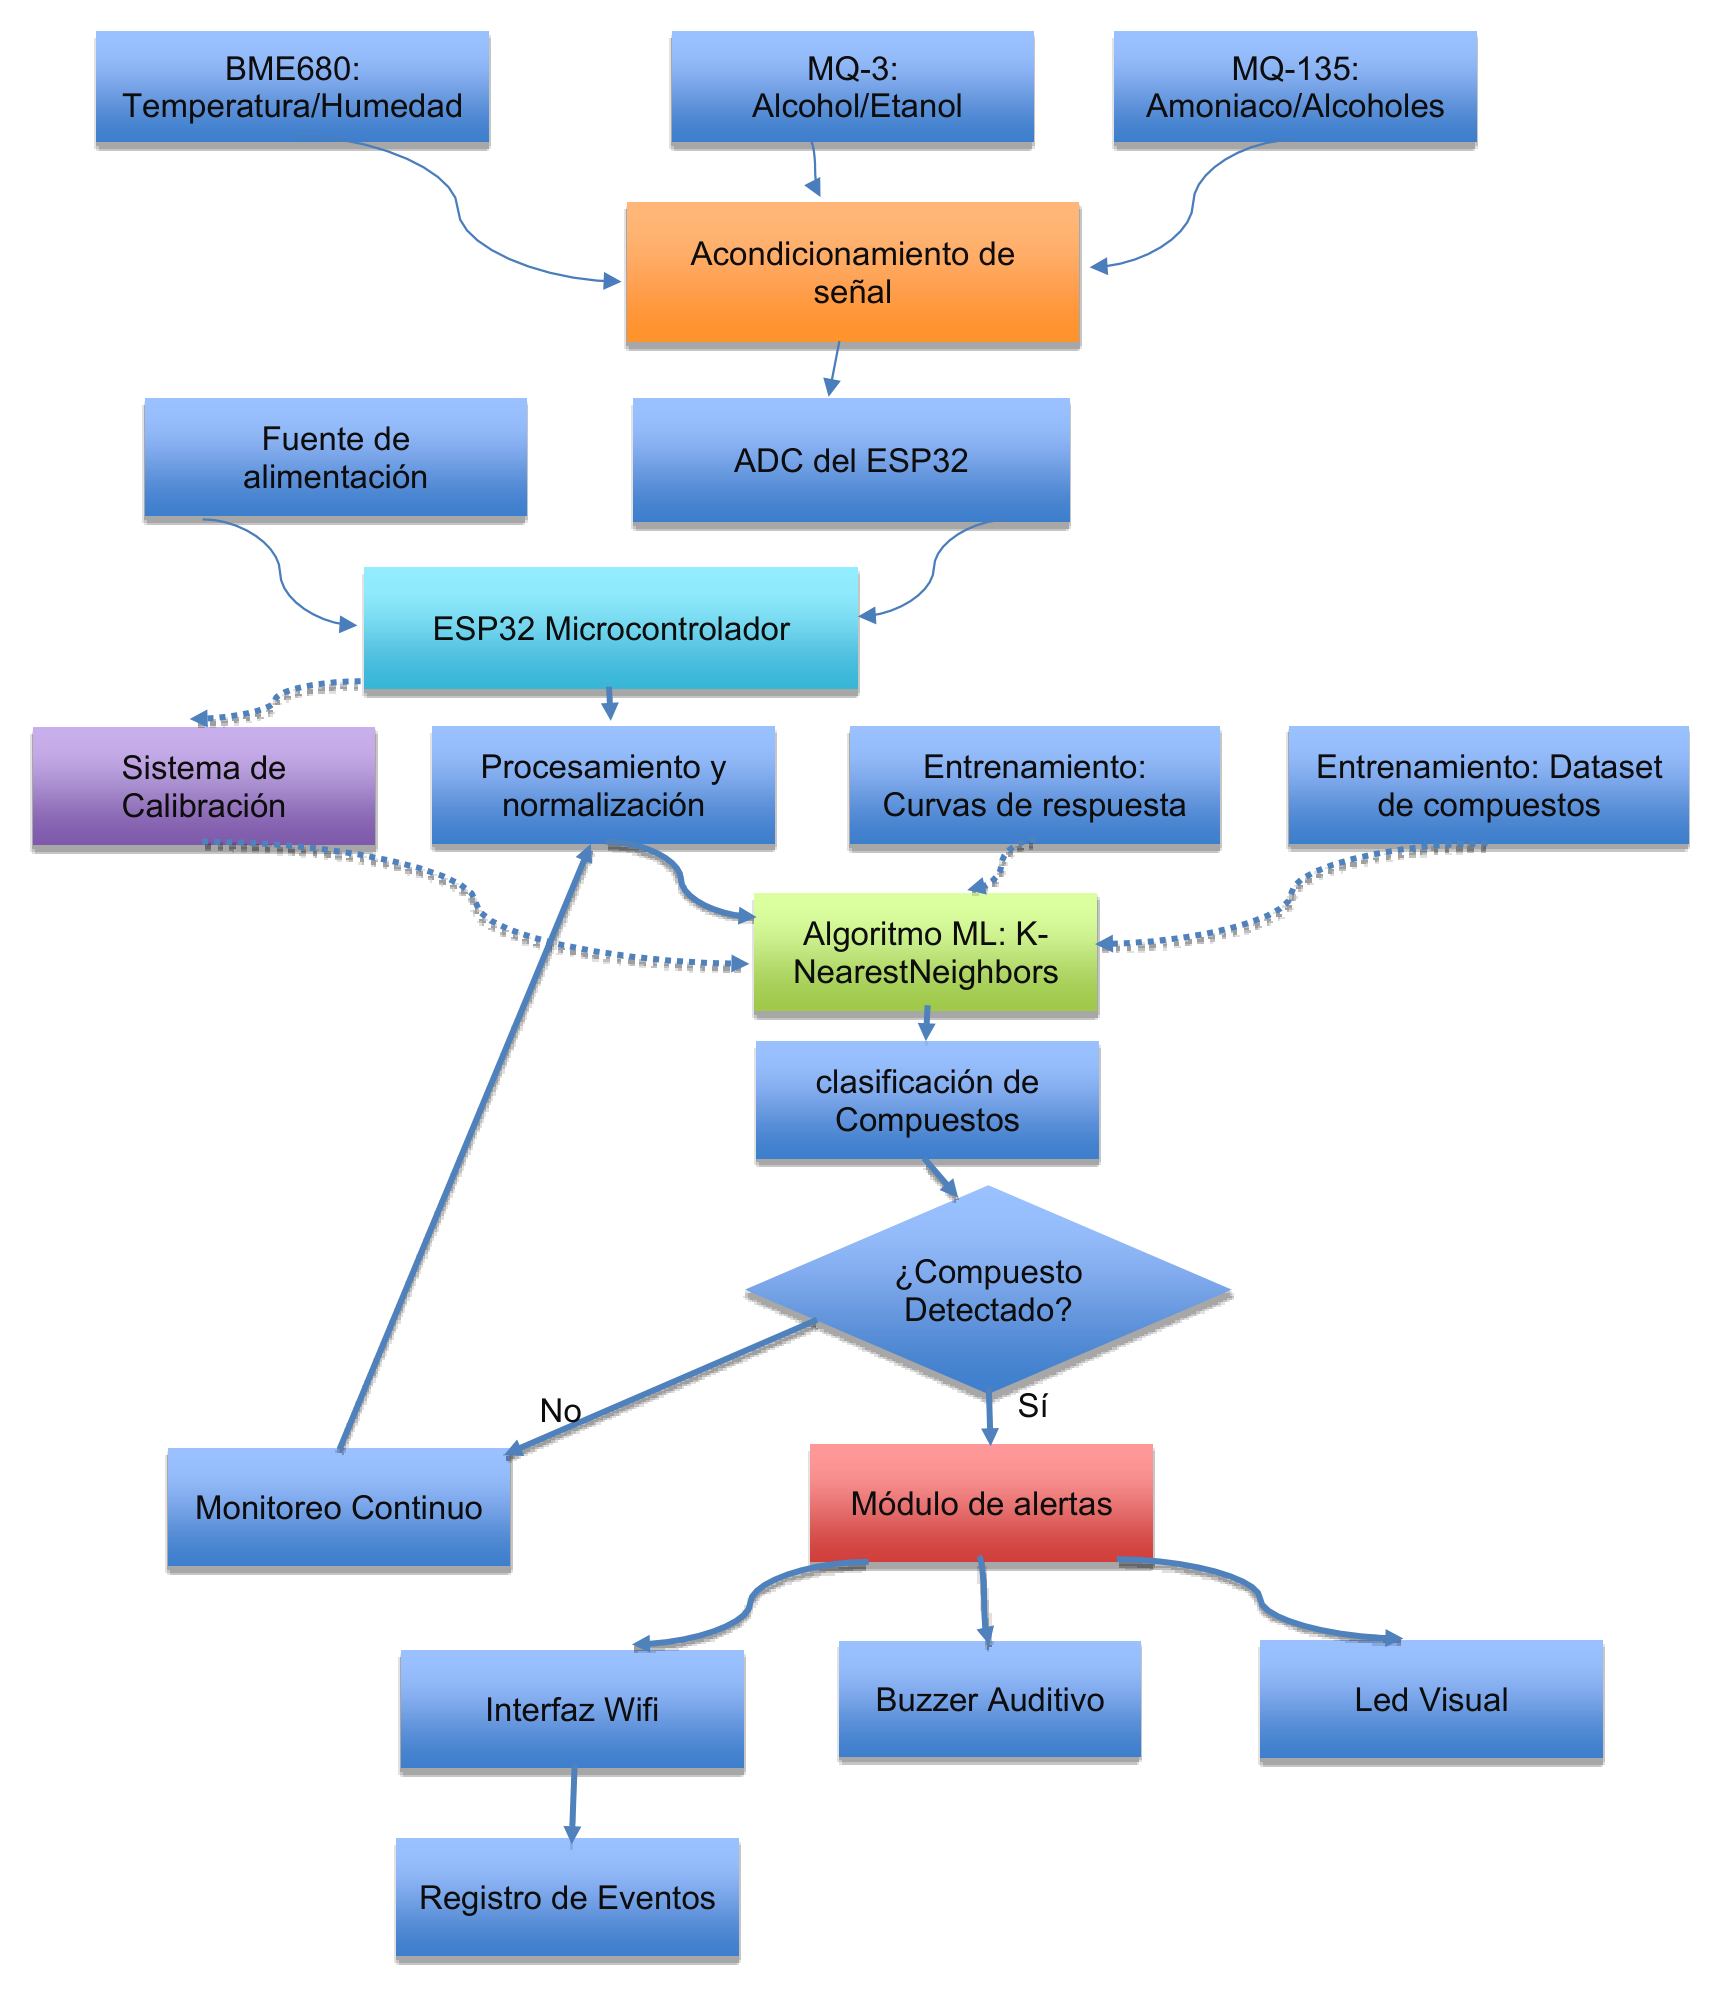 BME680:
Temperatura/Humedad
MQ-3:
Alcohol/Etanol
MQ-135:
Amoniaco/Alcoholes
Acondicionamiento de
señal
Fuente de
alimentación
ADC del ESP32
ESP32 Microcontrolador
Sistema de
Calibración
Procesamiento y
normalización
Entrenamiento:
Curvas de respuesta
Entrenamiento: Dataset
de compuestos
Algoritmo ML: K-
NearestNeighbors
clasificación de
Compuestos
¿Compuesto
Detectado?
No
Sí
Monitoreo Continuo
Módulo de alertas
Interfaz Wifi
Buzzer Auditivo
Led Visual
Registro de Eventos